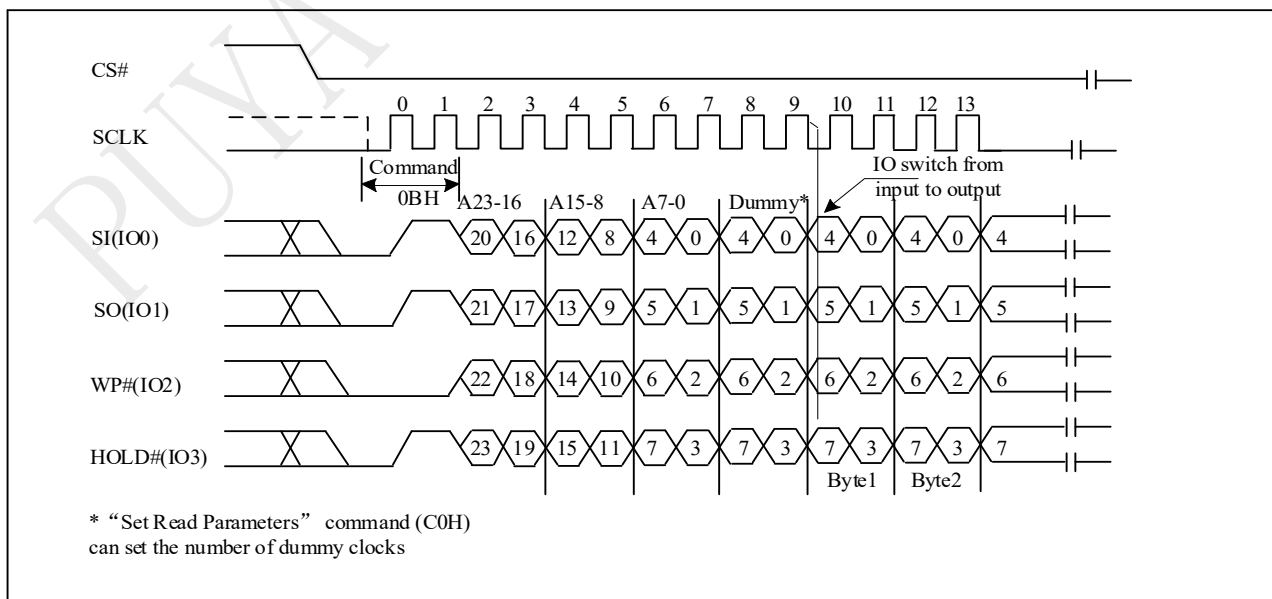 PUYA
CS#
0 1 2 3 4 5 6 7 8 9 10 11 12 13
SCLK
Command
0BH
IO switch from
input to output
A23-16 A15-8 A7-0 Dummy*
SI(IO0) 20 16 12 8 4 0 4 0 4 0 4 0 4
SO(IO1) 21 17 13 9 5 1 5 1 5 1 5 1 5
WP#(IO2) 22 18 14 10 6 2 6 2 6 2 6 2 6
HOLD#(IO3) 23 19 15 11 7 3 7 3 7 3 7 3 7
Byte1 Byte2
* “Set Read Parameters” command (C0H)
can set the number of dummy clocks